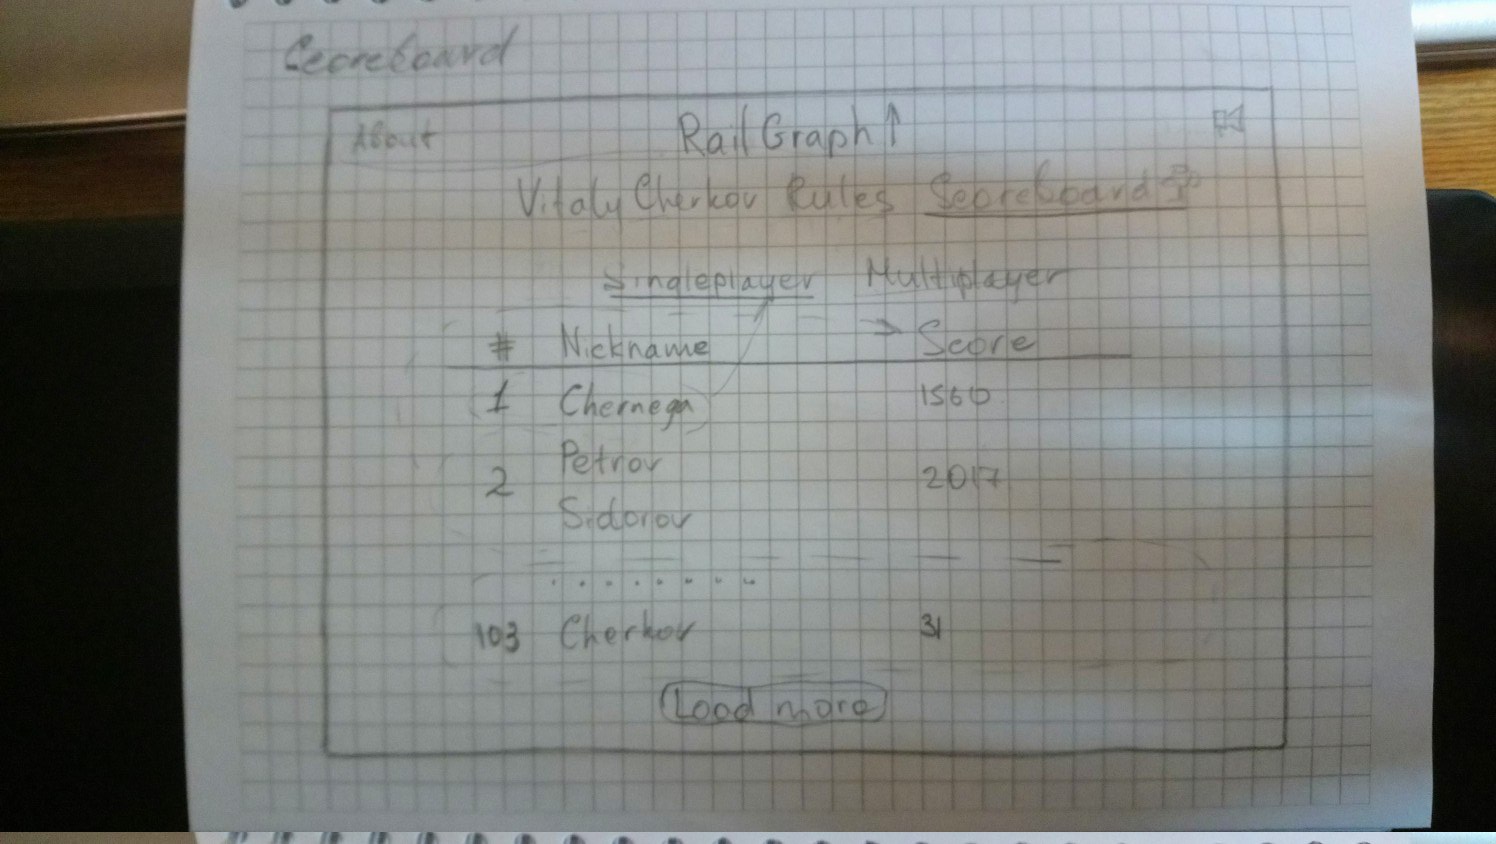 Scoreboard
About
RailGraph
Vitaly Cherkov Rules Scoreboard
Singleplayer Multiplayer
# Nickname Score
1 Chernega 1560
2 Petrov Sidorov 2017
........
103 Cherkov 31
Load more